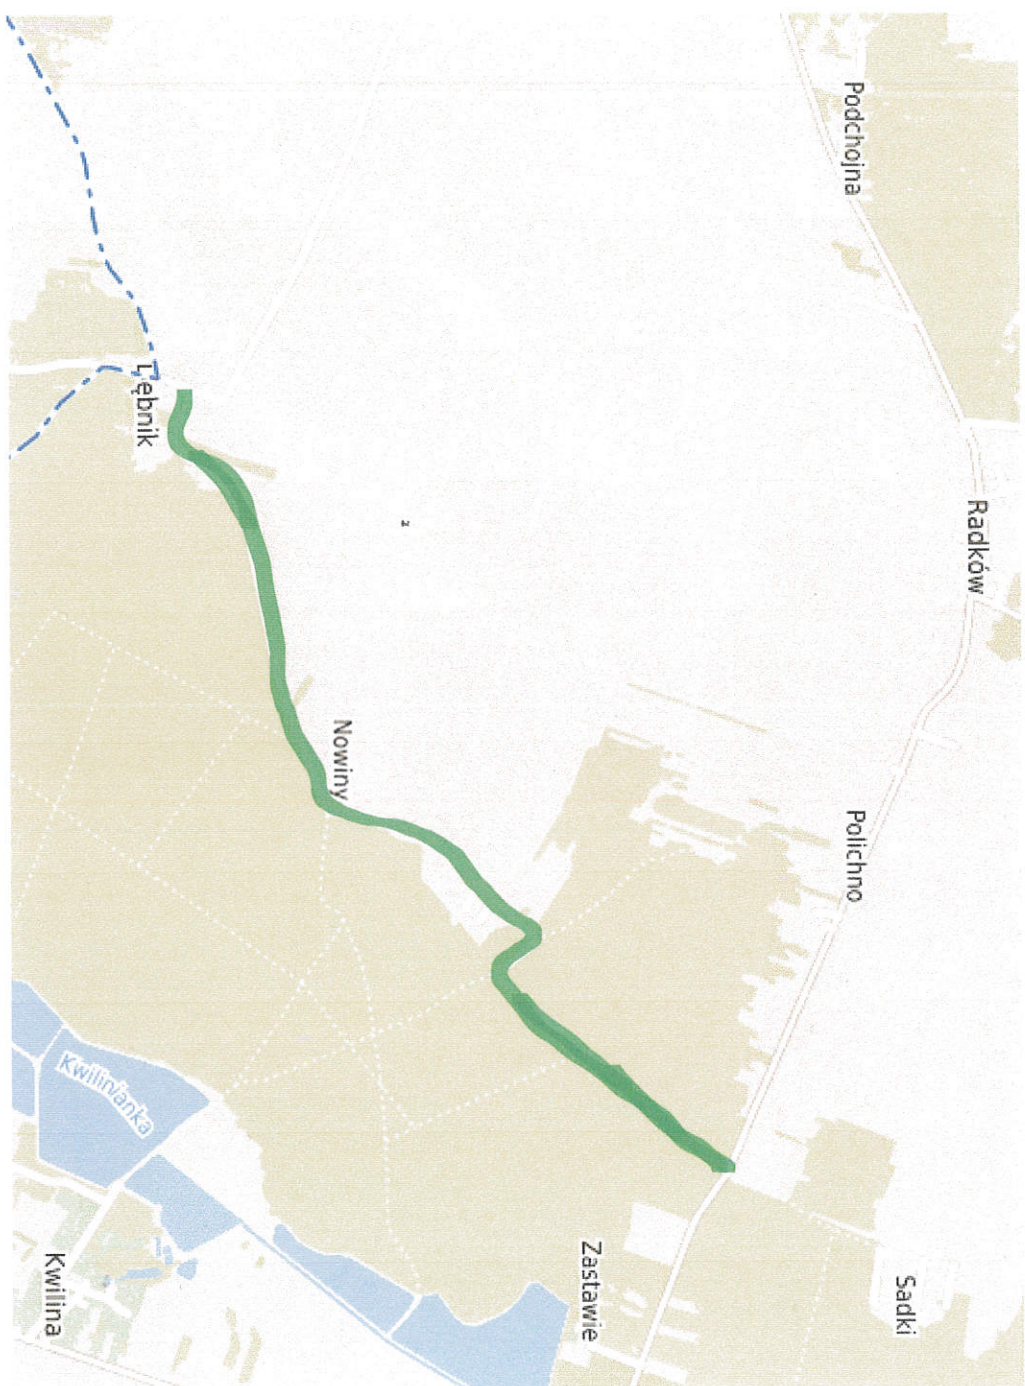 Podchojna
Radków
Łębnik
Nowiny
Polichno
Kwilinianka
Kwilina
Zastawie
Sadki